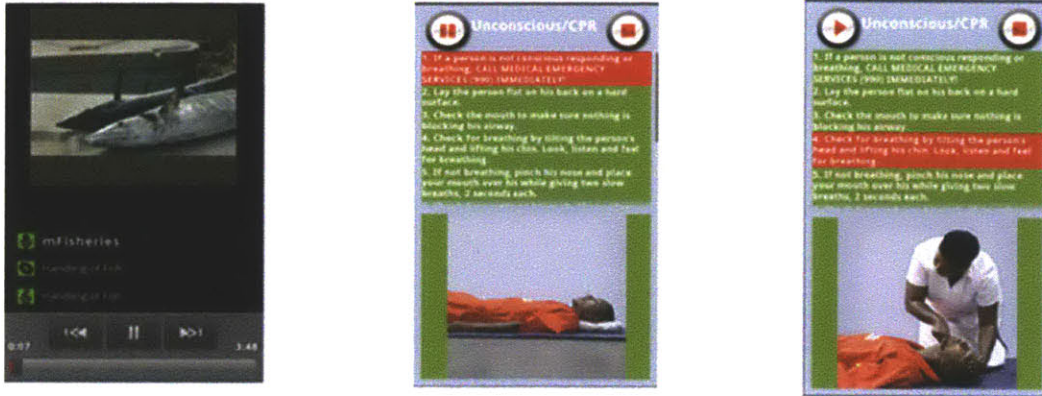 mFisheries
Handling of Fish
Handling of Fish
0:07
3:48
Unconscious/CPR
1. If a person is not conscious responding or
breathing, CALL MEDICAL EMERGENCY
SERVICES (990) IMMEDIATELY!
2. Lay the person flat on his back on a hard
surface.
3. Check the mouth to make sure nothing is
blocking his airway.
4. Check for breathing by tilting the person's
head and lifting his chin. Look, listen and feel
for breathing
5. If not breathing, pinch his nose and place
your mouth over his while giving two slow
breaths, 2 seconds each.
Unconscious/CPR
1. If a person is not conscious responding or
breathing, CALL MEDICAL EMERGENCY
SERVICES (990) IMMEDIATELY!
2. Lay the person flat on his back on a hard
surface.
3. Check the mouth to make sure nothing is
blocking his airway.
4. Check for breathing by tilting the person's
head and lifting his chin. Look, listen and feel
for breathing
5. If not breathing, pinch his nose and place
your mouth over his while giving two slow
breaths, 2 seconds each.